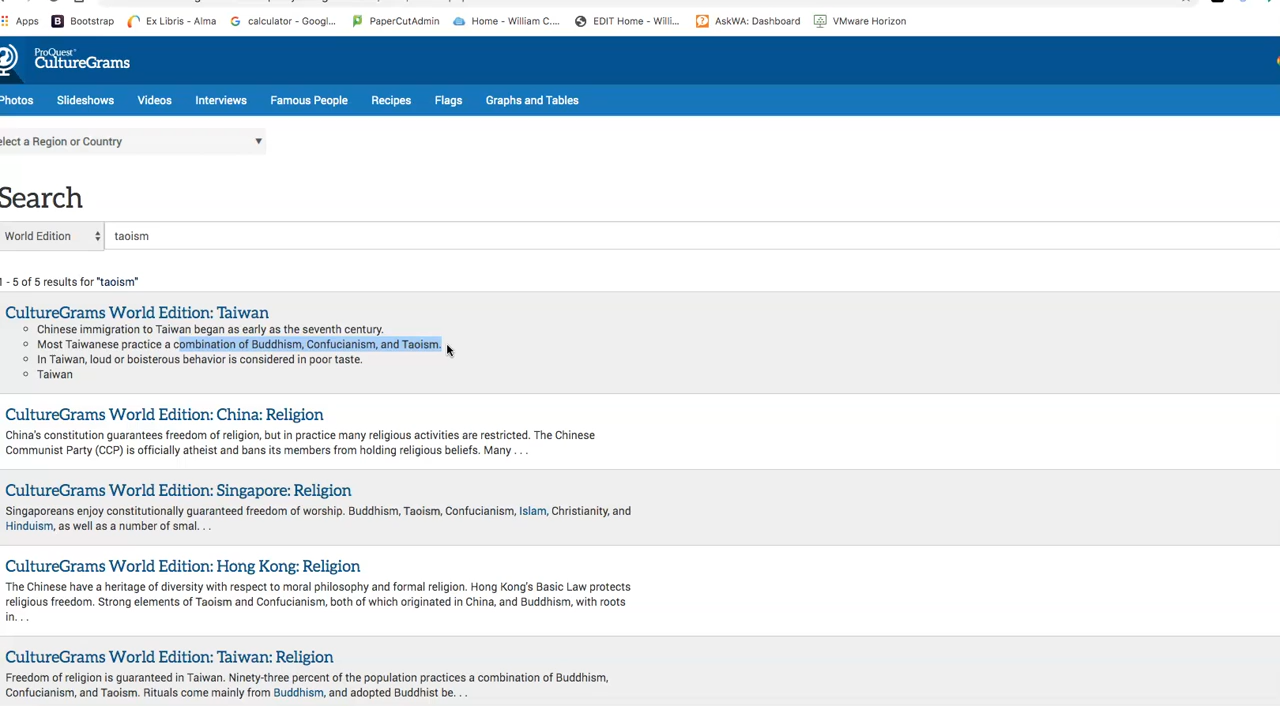 Apps Bootstrap Ex Libris - Alma calculator - Googl... PaperCutAdmin Home - William C.... EDIT Home - Willi... AskWA: Dashboard VMware Horizon
ProQuest
CultureGrams
Photos Slideshows Videos Interviews Famous People Recipes Flags Graphs and Tables
elect a Region or Country
Search
World Edition taoism
1 - 5 of 5 results for "taoism"
CultureGrams World Edition: Taiwan
Chinese immigration to Taiwan began as early as the seventh century.
Most Taiwanese practice a combination of Buddhism, Confucianism, and Taoism.
In Taiwan, loud or boisterous behavior is considered in poor taste.
Taiwan
CultureGrams World Edition: China: Religion
China's constitution guarantees freedom of religion, but in practice many religious activities are restricted. The Chinese
Communist Party (CCP) is officially atheist and bans its members from holding religious beliefs. Many . . .
CultureGrams World Edition: Singapore: Religion
Singaporeans enjoy constitutionally guaranteed freedom of worship. Buddhism, Taoism, Confucianism, Islam, Christianity, and
Hinduism, as well as a number of smal. . .
CultureGrams World Edition: Hong Kong: Religion
The Chinese have a heritage of diversity with respect to moral philosophy and formal religion. Hong Kong's Basic Law protects
religious freedom. Strong elements of Taoism and Confucianism, both of which originated in China, and Buddhism, with roots
in. . .
CultureGrams World Edition: Taiwan: Religion
Freedom of religion is guaranteed in Taiwan. Ninety-three percent of the population practices a combination of Buddhism,
Confucianism, and Taoism. Rituals come mainly from Buddhism, and adopted Buddhist be. . .